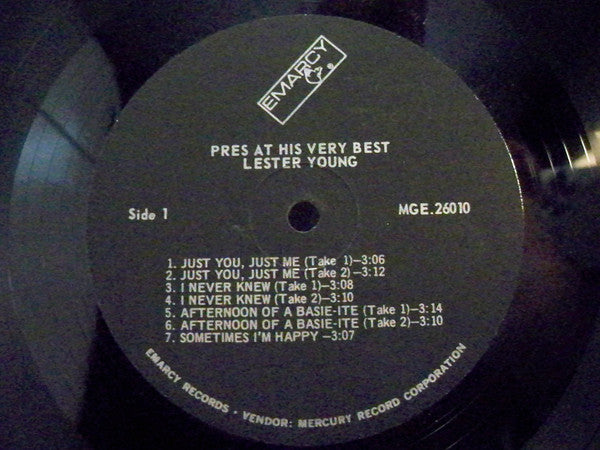 EMARCY
PRES AT HIS VERY BEST
LESTER YOUNG
Side 1
MGE.26010
1. JUST YOU, JUST ME (Take 1)—3:06
2. JUST YOU, JUST ME (Take 2)—3:12
3. I NEVER KNEW (Take 1)—3:08
4. I NEVER KNEW (Take 2)—3:10
5. AFTERNOON OF A BASIE-ITE (Take 1)—3:14
6. AFTERNOON OF A BASIE-ITE (Take 2)—3:10
7. SOMETIMES I'M HAPPY —3:07
EMARCY RECORDS • VENDOR: MERCURY RECORD CORPORATION